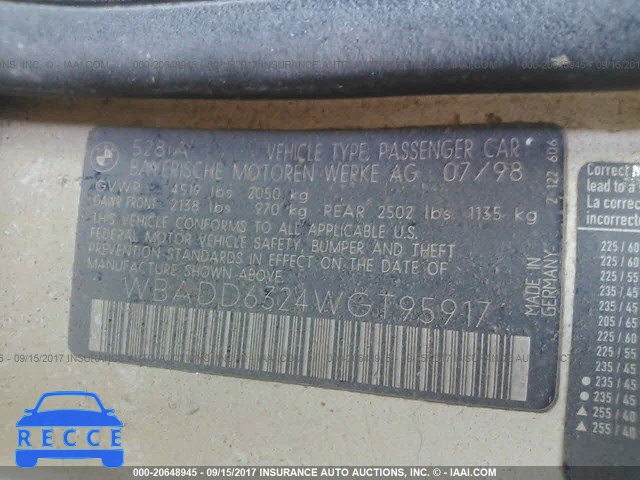 528iA VEHICLE TYPE PASSENGER CAR
BAYERISCHE MOTOREN WERKE AG 07/98
GVWR 4519 lbs 2050 kg
GAWR FRONT 2138 lbs 970 kg REAR 2502 lbs 1135 kg
THIS VEHICLE CONFORMS TO ALL APPLICABLE U.S.
FEDERAL MOTOR VEHICLE SAFETY, BUMPER AND THEFT
PREVENTION STANDARDS IN EFFECT ON THE DATE OF
MANUFACTURE SHOWN ABOVE.
WBADD6324WGT95917
MADE IN
GERMANY
2 122 606
Correct
lead to a
La correc
incorrect
225/60
225/60
225/55
235/45
235/45
205/65
225/60
225/55
235/45
235/45
235/45
255/40
255/40
IAAI.COM
000-20648945 - 09/15/2017 INSURANCE AUTO AUCTIONS, INC. - © - IAAI.COM